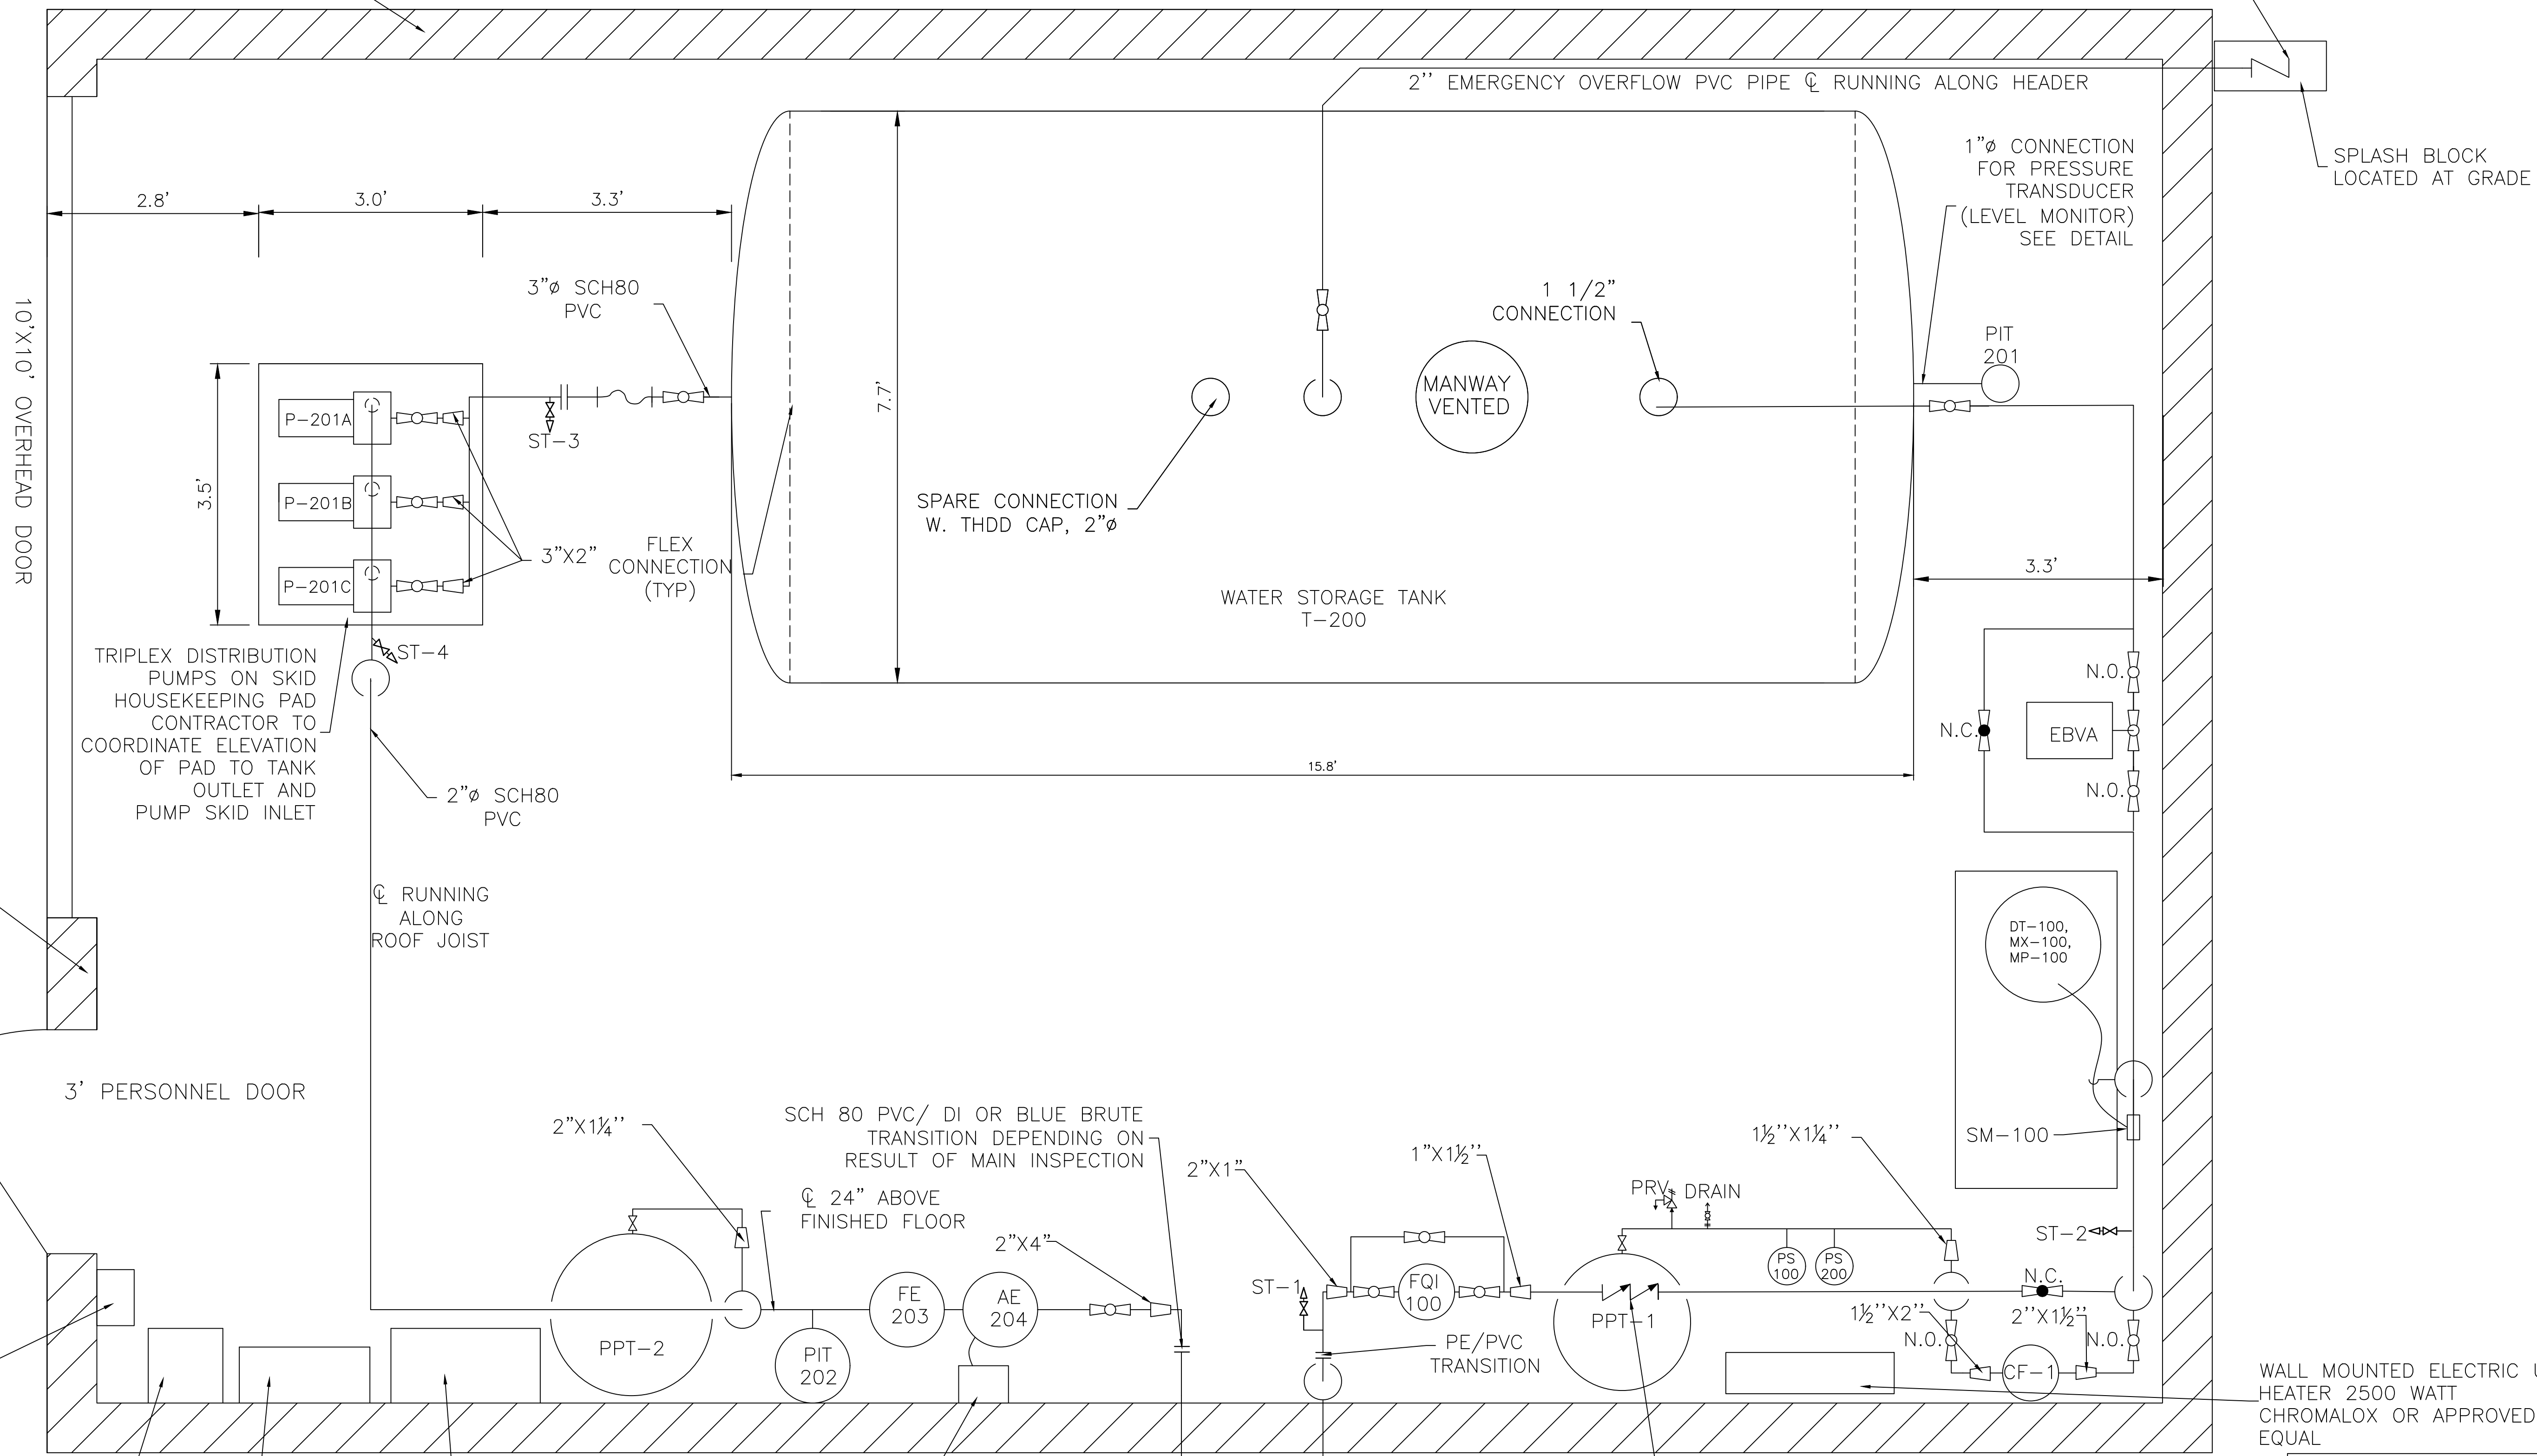 2'' EMERGENCY OVERFLOW PVC PIPE ℄ RUNNING ALONG HEADER
SPLASH BLOCK
LOCATED AT GRADE
1"ø CONNECTION
FOR PRESSURE
TRANSDUCER
(LEVEL MONITOR)
SEE DETAIL
2.8'
3.0'
3.3'
3"ø SCH80
PVC
1 1/2"
CONNECTION
PIT
201
10'X10' OVERHEAD DOOR
7.7'
MANWAY
VENTED
P-201A
P-201B
P-201C
ST-3
3.5'
SPARE CONNECTION
W. THDD CAP, 2"ø
3"X2"
FLEX
CONNECTION
(TYP)
3.3'
WATER STORAGE TANK
T-200
ST-4
TRIPLEX DISTRIBUTION
PUMPS ON SKID
HOUSEKEEPING PAD
CONTRACTOR TO
COORDINATE ELEVATION
OF PAD TO TANK
OUTLET AND
PUMP SKID INLET
N.O.
N.C.
EBVA
N.O.
15.8'
2"ø SCH80
PVC
℄ RUNNING
ALONG
ROOF JOIST
DT-100,
MX-100,
MP-100
3' PERSONNEL DOOR
SCH 80 PVC/ DI OR BLUE BRUTE
TRANSITION DEPENDING ON
RESULT OF MAIN INSPECTION
2"X1¼''
SM-100
1½''X1¼''
1"X1½''
2"X1"
℄ 24" ABOVE
FINISHED FLOOR
PRV
DRAIN
2"X4"
ST-2
PS
100
PS
200
ST-1
FQI
100
N.C.
FE
203
AE
204
PPT-1
1½''X2"
2''X1½''
N.O.
N.O.
PPT-2
PIT
202
PE/PVC
TRANSITION
CF-1
WALL MOUNTED ELECTRIC U
HEATER 2500 WATT
CHROMALOX OR APPROVED
EQUAL